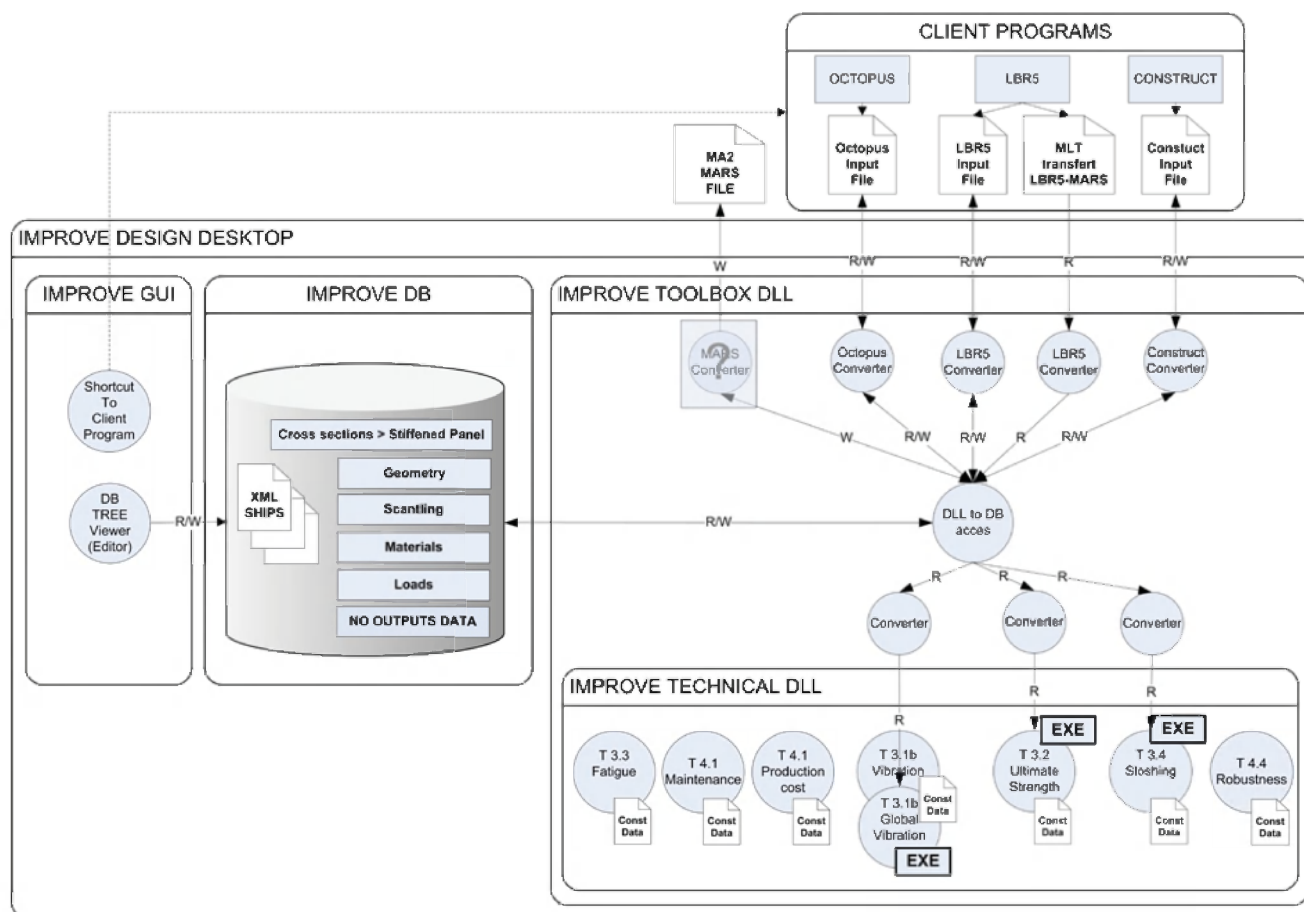 CLIENT PROGRAMS
OCTOPUS
LBR5
CONSTRUCT
MA2
MARS
FILE
Octopus
Input
File
LBR5
Input
File
MLT
transfert
LBR5-MARS
Constuct
Input
File
IMPROVE DESIGN DESKTOP
W
R/W
R/W
R
R/W
IMPROVE GUI
IMPROVE DB
IMPROVE TOOLBOX DLL
Shortcut
To
Client
Program
DB
TREE
Viewer
(Editor)
R/W
Cross sections > Stiffened Panel
XML
SHIPS
Geometry
Scantling
Materials
Loads
NO OUTPUTS DATA
R/W
?
MARS
Converter
Octopus
Converter
LBR5
Converter
LBR5
Converter
Construct
Converter
W
R/W
R/W
R
R/W
DLL to DB
acces
R
R
R
Converter
Converter
Converter
R
R
R
IMPROVE TECHNICAL DLL
T 3.3
Fatigue
Const
Data
T 4.1
Maintenance
Const
Data
T 4.1
Production
cost
Const
Data
T 3.1b
Vibration
Const
Data
T 3.1b
Global
Vibration
EXE
EXE
T 3.2
Ultimate
Strength
Const
Data
EXE
T 3.4
Sloshing
Const
Data
T 4.4
Robustness
Const
Data